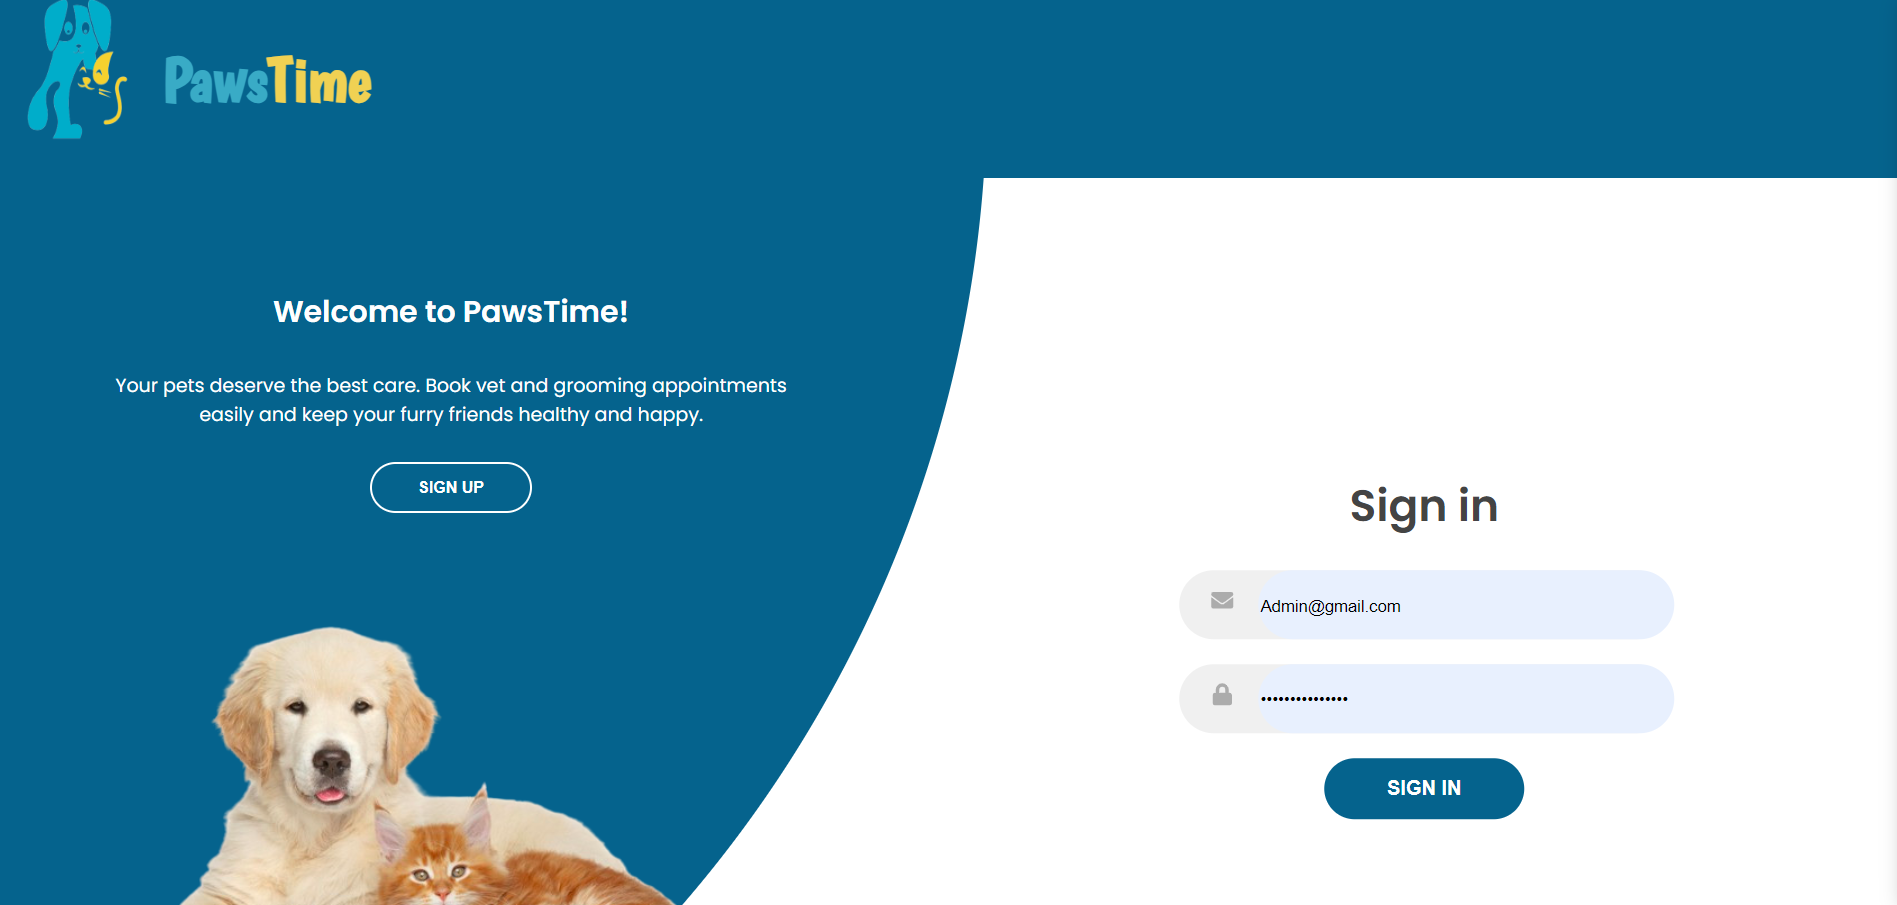 PawsTime
Welcome to PawsTime!
Your pets deserve the best care. Book vet and grooming appointments
easily and keep your furry friends healthy and happy.
SIGN UP
Sign in
Admin@gmail.com
•••••••••••••••
SIGN IN